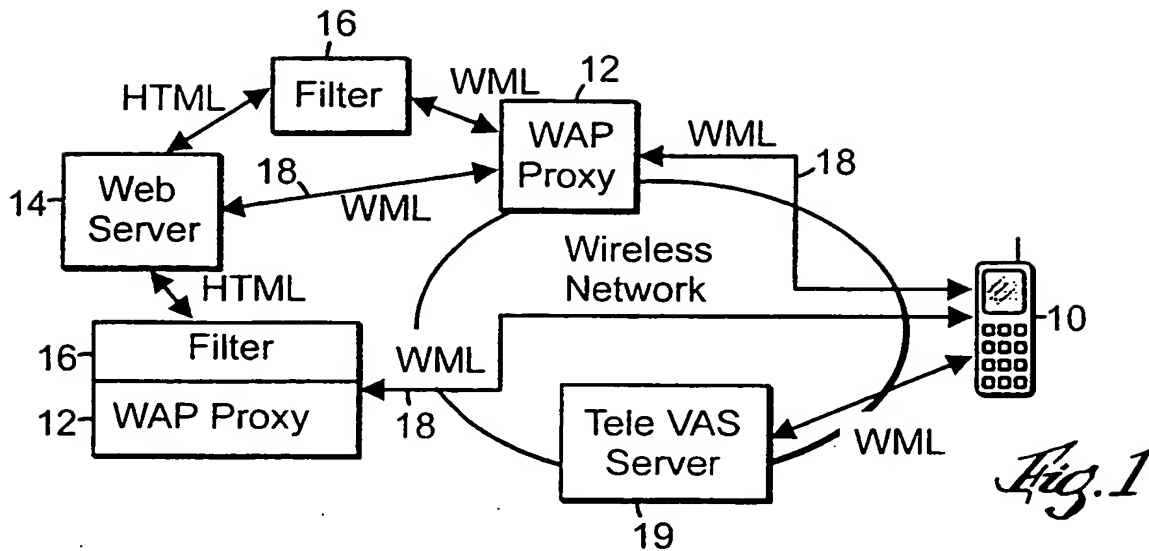 16
Filter
HTML
WML
12
WAP
Proxy
WML
18
14
Web
Server
18
WML
HTML
Wireless
Network
10
16
Filter
12
WAP Proxy
WML
18
Tele VAS
Server
WML
19
Fig. 1